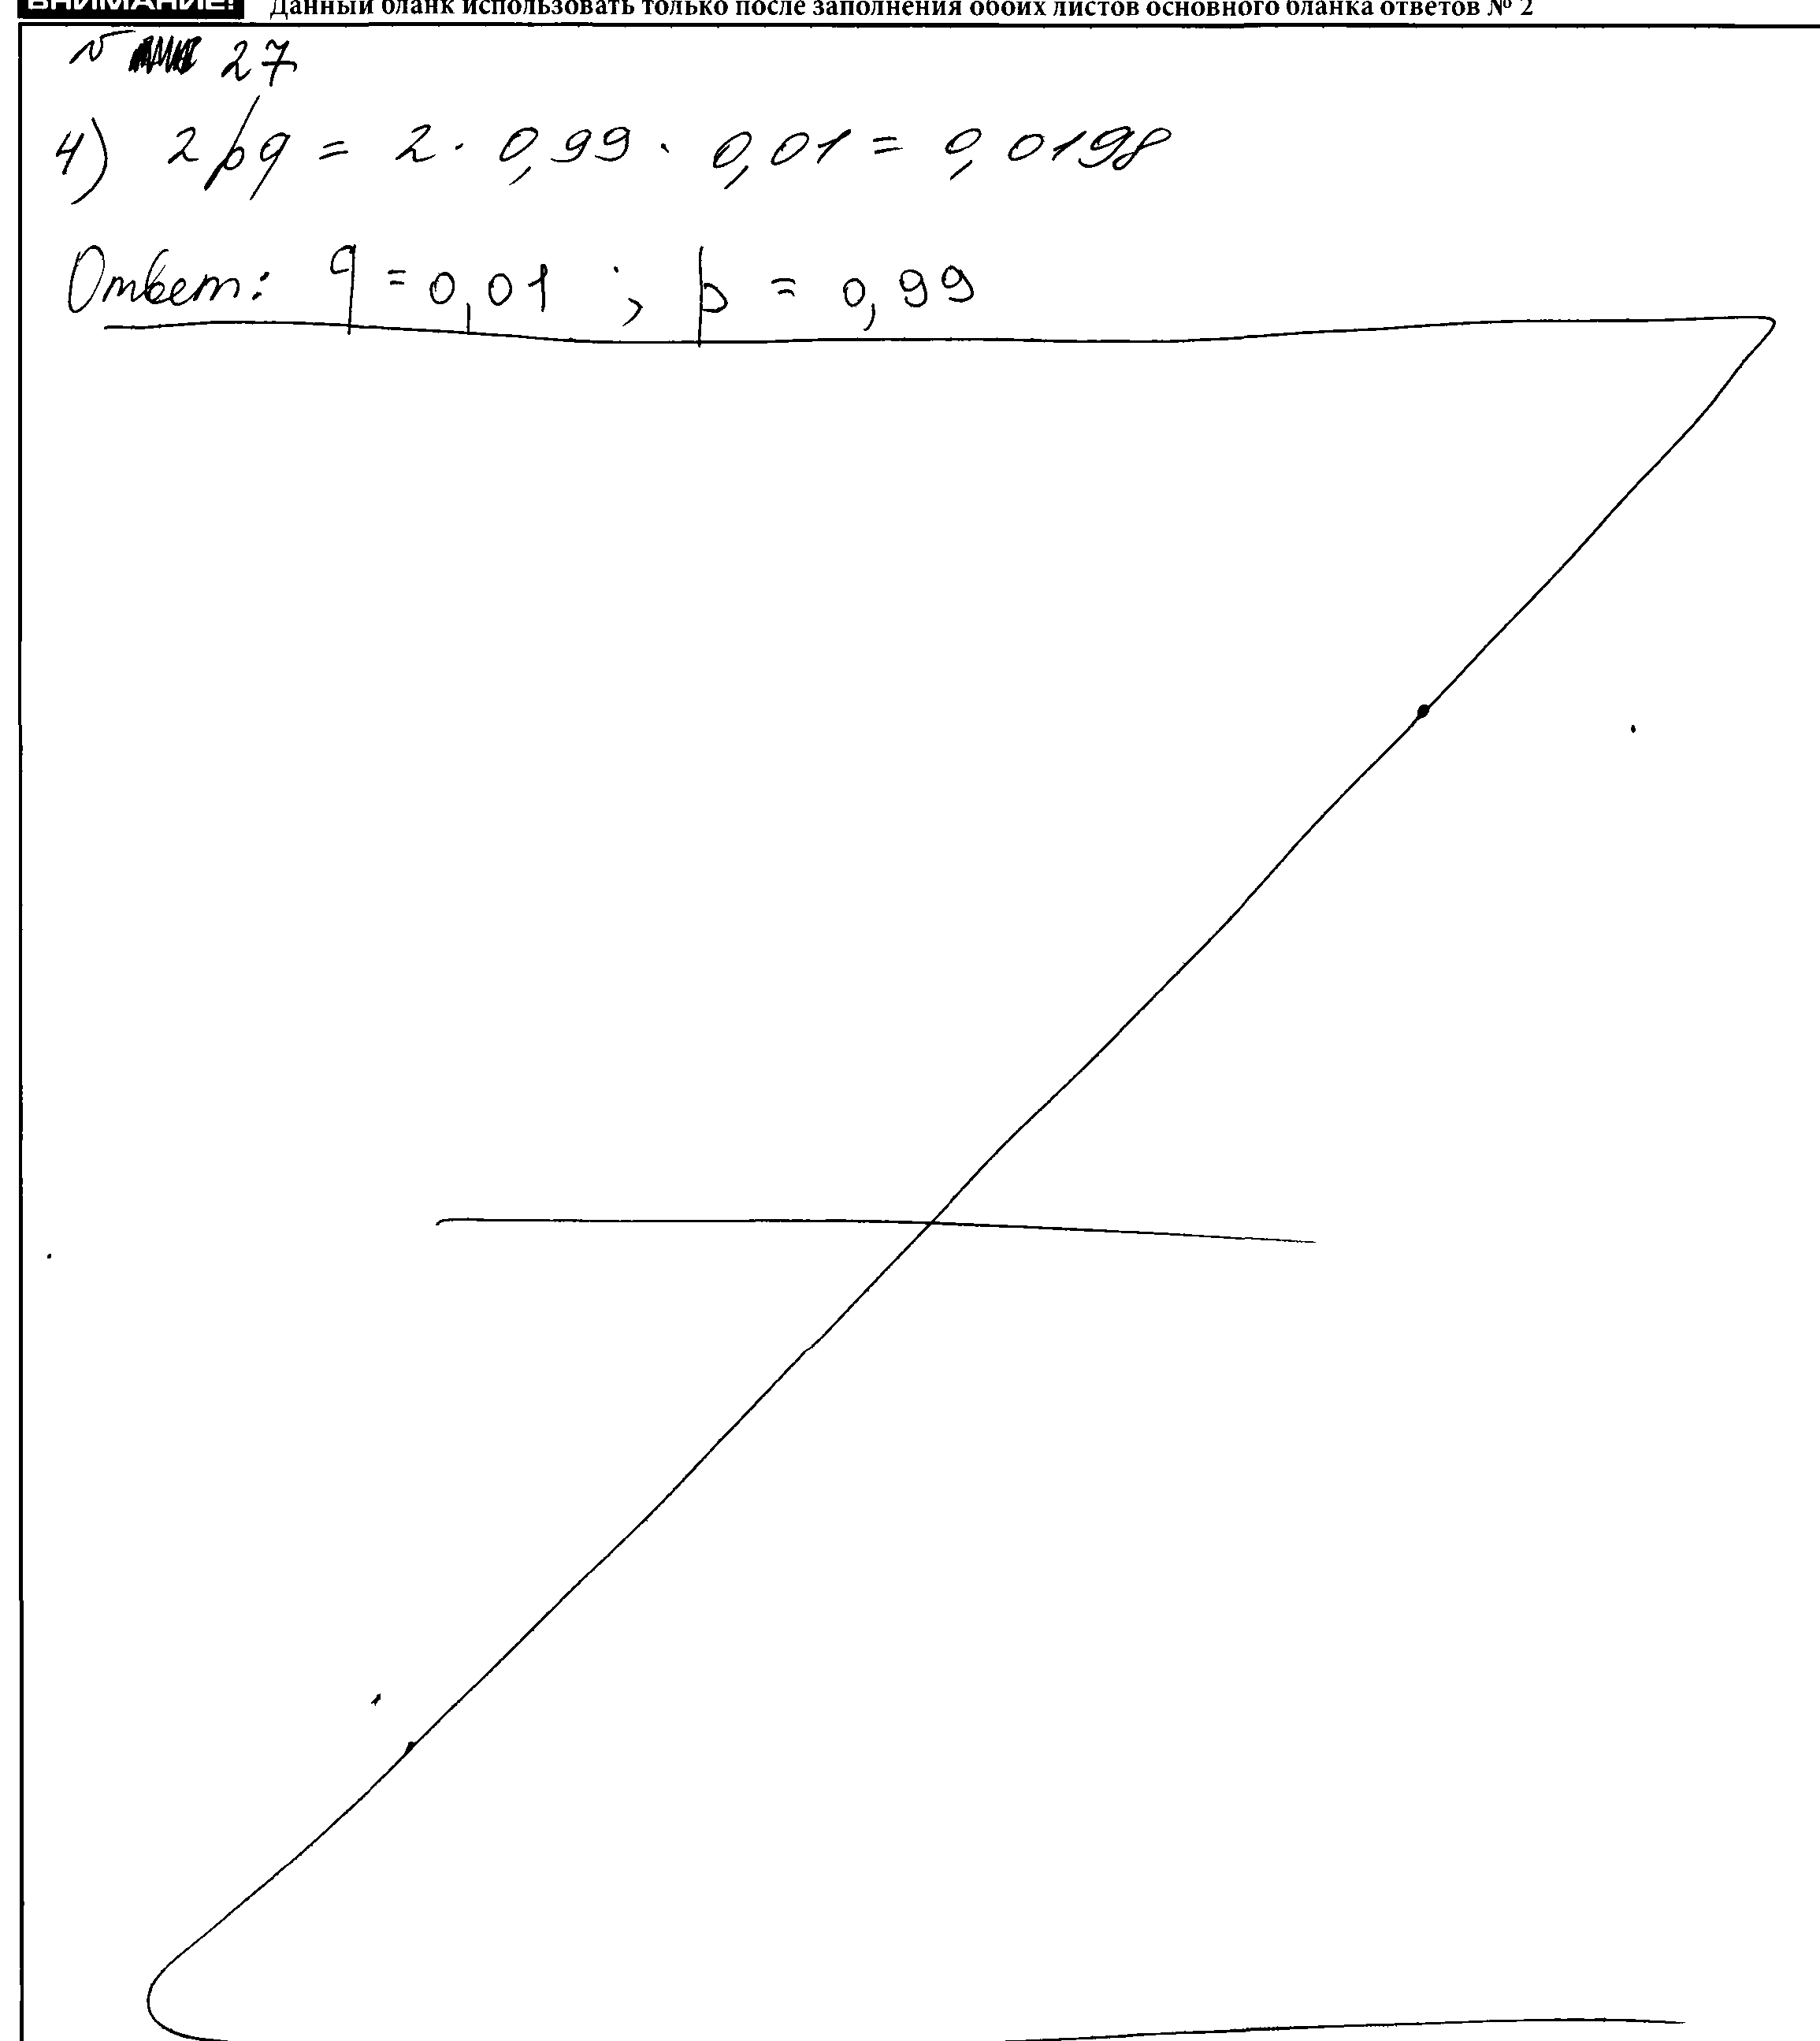 ВНИМАНИЕ! Данный бланк использовать только после заполнения обоих листов основного бланка ответов № 2
№ 27
4) 2pq = 2 · 0,99 · 0,01 = 0,0198
Ответ: q = 0,01 ; p = 0,99